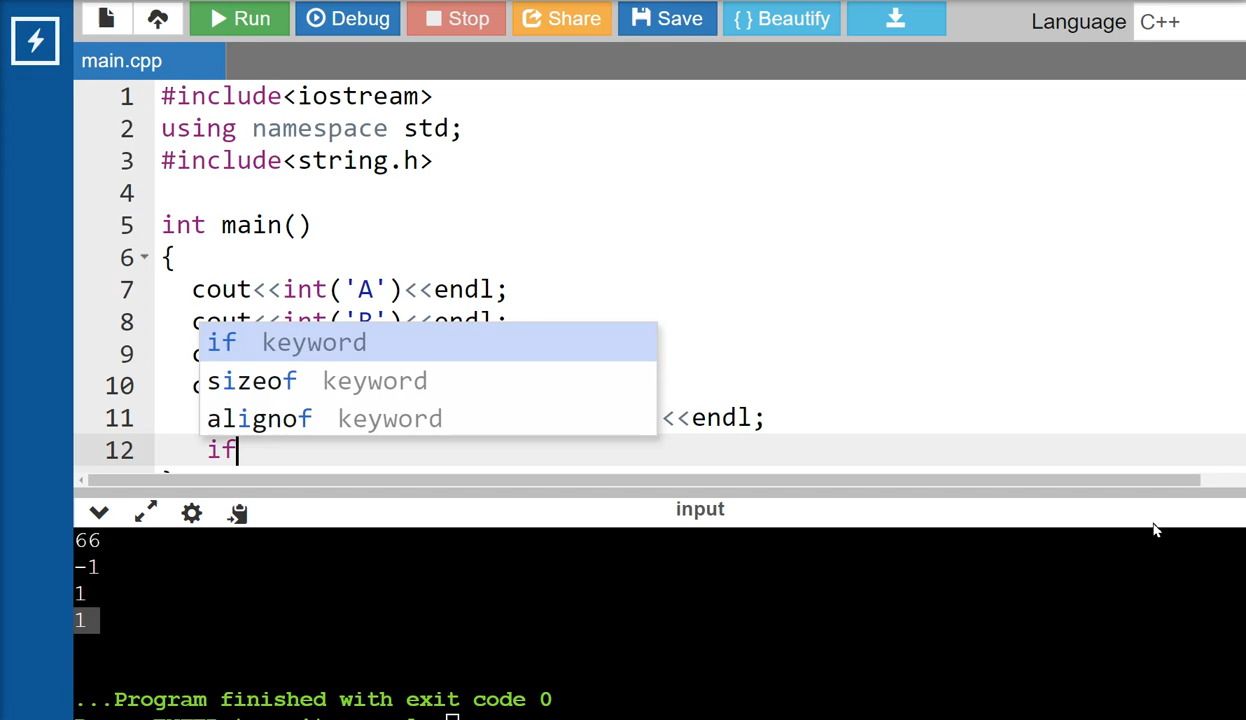 Run Debug Stop Share Save { } Beautify Language C++
main.cpp
1 #include<iostream>
2 using namespace std;
3 #include<string.h>
4
5 int main()
6 {
7 cout<<int('A')<<endl;
8 cout<<int('B')<<endl;
if keyword
9
sizeof keyword
10
alignof keyword
11 <<endl;
12 if
input
66
-1
1
1
...Program finished with exit code 0